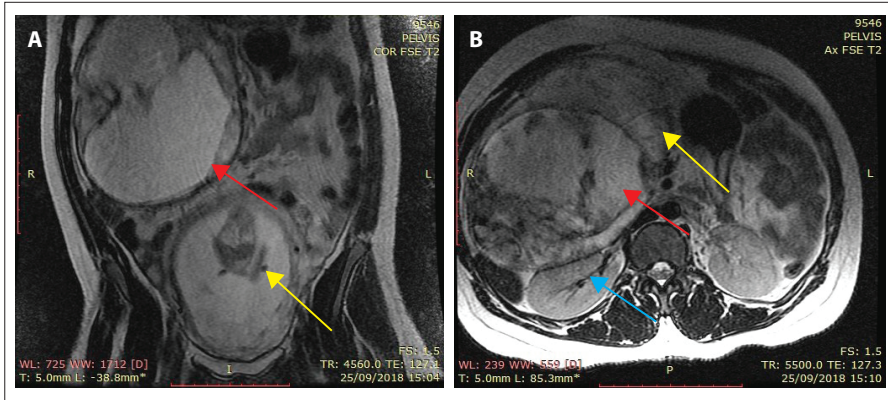 A
9546
PELVIS
COR FSE T2
R
L
WL: 725 WW: 1712 [D]
T: 5.0mm L: -38.8mm*
I
FS: 1.5
TR: 4560.0 TE: 127.1
25/09/2018 15:04
B
9546
PELVIS
Ax FSE T2
R
L
WL: 239 WW: 559 [D]
T: 5.0mm L: 85.3mm*
P
FS: 1.5
TR: 5500.0 TE: 127.3
25/09/2018 15:10